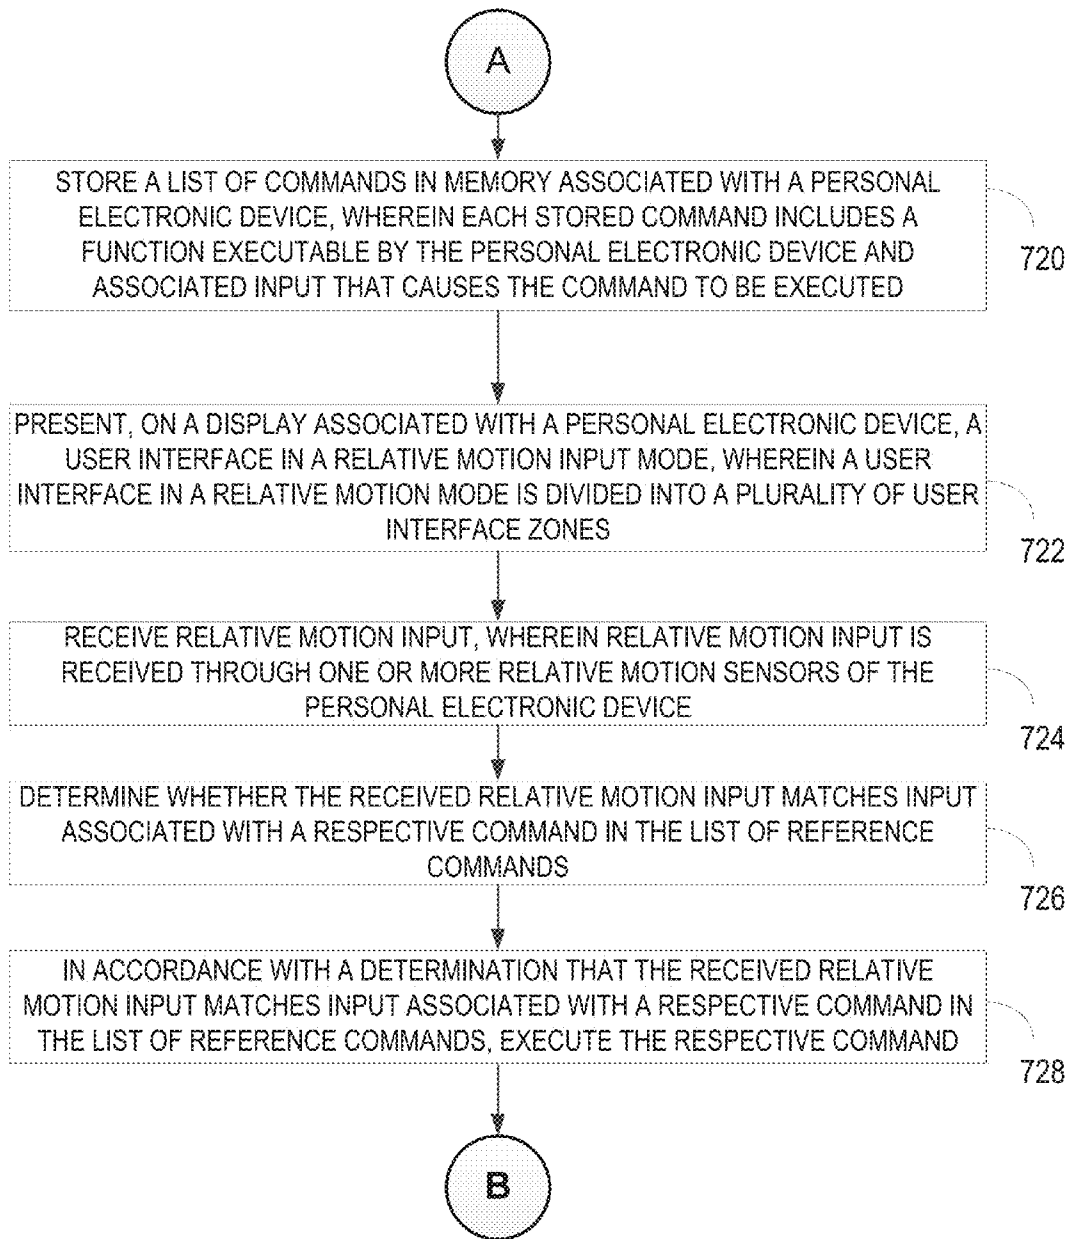 A
STORE A LIST OF COMMANDS IN MEMORY ASSOCIATED WITH A PERSONAL
ELECTRONIC DEVICE, WHEREIN EACH STORED COMMAND INCLUDES A
FUNCTION EXECUTABLE BY THE PERSONAL ELECTRONIC DEVICE AND
ASSOCIATED INPUT THAT CAUSES THE COMMAND TO BE EXECUTED
720
PRESENT, ON A DISPLAY ASSOCIATED WITH A PERSONAL ELECTRONIC DEVICE, A
USER INTERFACE IN A RELATIVE MOTION INPUT MODE, WHEREIN A USER
INTERFACE IN A RELATIVE MOTION MODE IS DIVIDED INTO A PLURALITY OF USER
INTERFACE ZONES
722
RECEIVE RELATIVE MOTION INPUT, WHEREIN RELATIVE MOTION INPUT IS
RECEIVED THROUGH ONE OR MORE RELATIVE MOTION SENSORS OF THE
PERSONAL ELECTRONIC DEVICE
724
DETERMINE WHETHER THE RECEIVED RELATIVE MOTION INPUT MATCHES INPUT
ASSOCIATED WITH A RESPECTIVE COMMAND IN THE LIST OF REFERENCE
COMMANDS
726
IN ACCORDANCE WITH A DETERMINATION THAT THE RECEIVED RELATIVE
MOTION INPUT MATCHES INPUT ASSOCIATED WITH A RESPECTIVE COMMAND IN
THE LIST OF REFERENCE COMMANDS, EXECUTE THE RESPECTIVE COMMAND
728
B